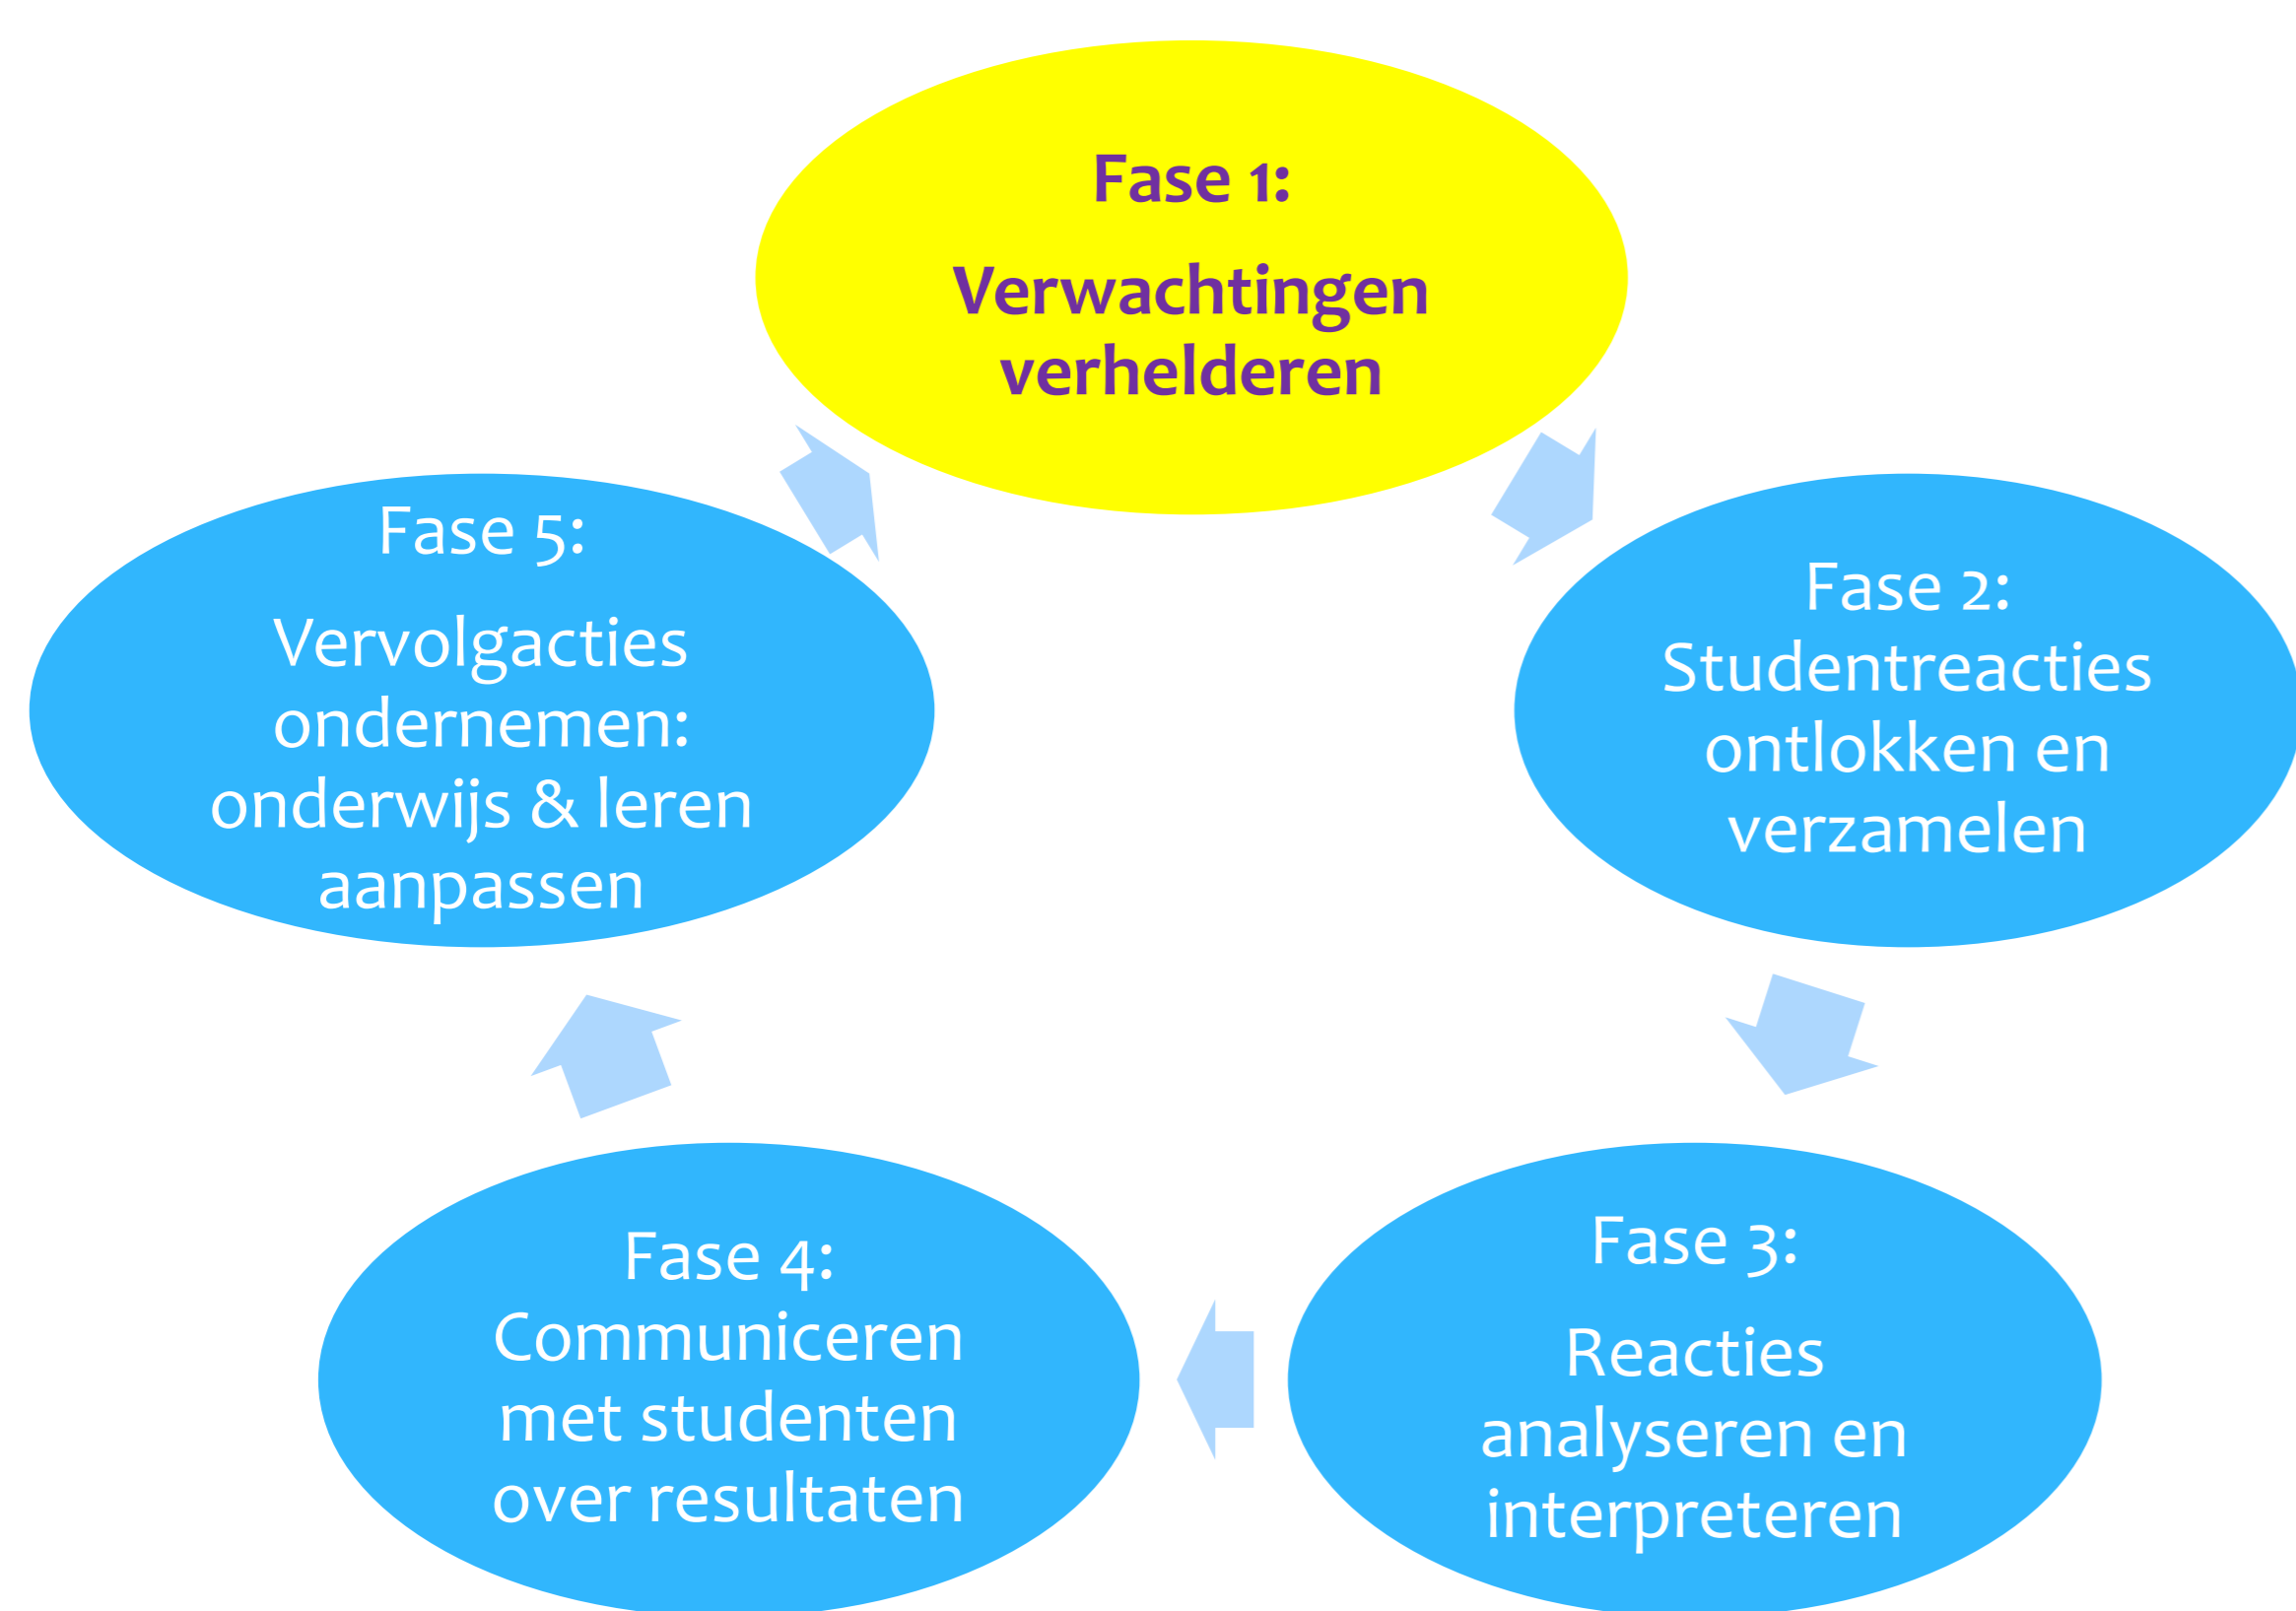 Fase 1:
Verwachtingen
verhelderen
Fase 2:
Studentreacties
ontlokken en
verzamelen
Fase 3:
Reacties
analyseren en
interpreteren
Fase 4:
Communiceren
met studenten
over resultaten
Fase 5:
Vervolgacties
ondernemen:
onderwijs & leren
aanpassen